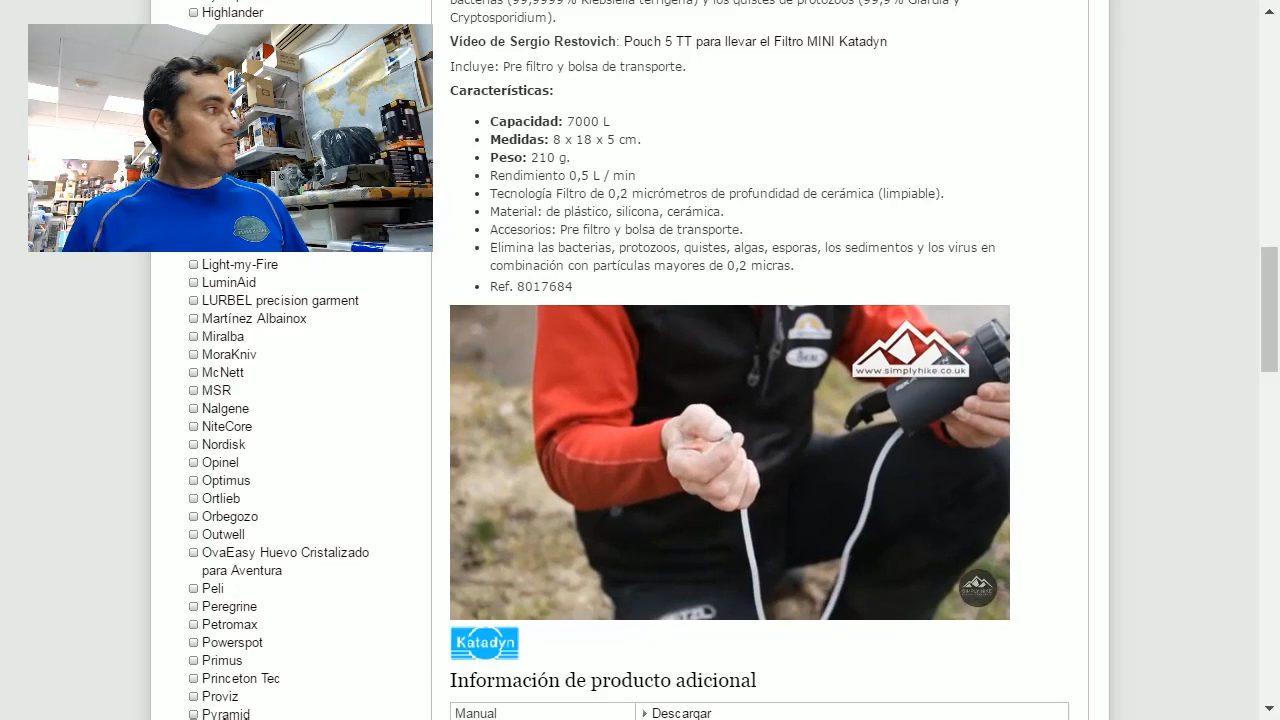 Highlander
Light-my-Fire
LuminAid
LURBEL precision garment
Martínez Albainox
Miralba
MoraKniv
McNett
MSR
Nalgene
NiteCore
Nordisk
Opinel
Optimus
Ortlieb
Orbegozo
Outwell
OvaEasy Huevo Cristalizado
para Aventura
Peli
Peregrine
Petromax
Powerspot
Primus
Princeton Tec
Proviz
Pyramid
Bacterias (99,9999% Klebsiella terrigena) y los quistes de protozoos (99,9% Giardia y
Cryptosporidium).
Vídeo de Sergio Restovich: Pouch 5 TT para llevar el Filtro MINI Katadyn
Incluye: Pre filtro y bolsa de transporte.
Características:
Capacidad: 7000 L
Medidas: 8 x 18 x 5 cm.
Peso: 210 g.
Rendimiento 0,5 L / min
Tecnología Filtro de 0,2 micrómetros de profundidad de cerámica (limpiable).
Material: de plástico, silicona, cerámica.
Accesorios: Pre filtro y bolsa de transporte.
Elimina las bacterias, protozoos, quistes, algas, esporas, los sedimentos y los virus en
combinación con partículas mayores de 0,2 micras.
Ref. 8017684
www.simplyhike.co.uk
SIMPLY HIKE
Katadyn
Información de producto adicional
Manual
Descargar